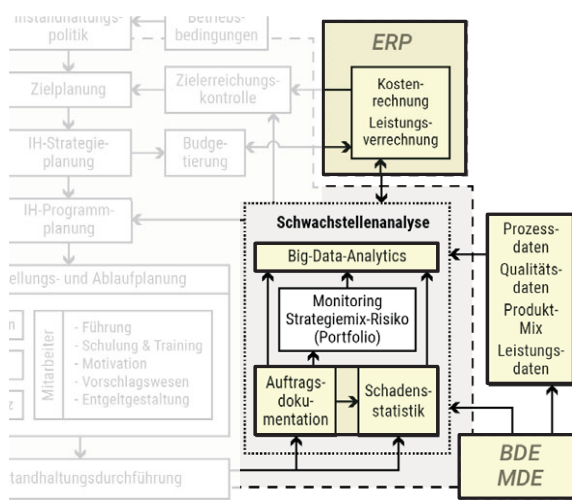 politik
Betriebs-
bedingungen
ERP
Zielplanung
Zielerreichungs-
kontrolle
Kosten-
rechnung
Leistungs-
verrechnung
IH-Strategie-
planung
Budge-
tierung
IH-Programm-
planung
Schwachstellenanalyse
Big-Data-Analytics
Prozess-
daten
Qualitäts-
daten
Produkt-
Mix
Leistungs-
daten
ellungs- und Ablaufplanung
Monitoring
Strategiemix-Risiko
(Portfolio)
Mitarbeiter
- Führung
- Schulung & Training
- Motivation
- Vorschlagswesen
- Entgeltgestaltung
Auftrags-
doku-
mentation
Schadens-
statistik
standhaltungsdurchführung
BDE
MDE